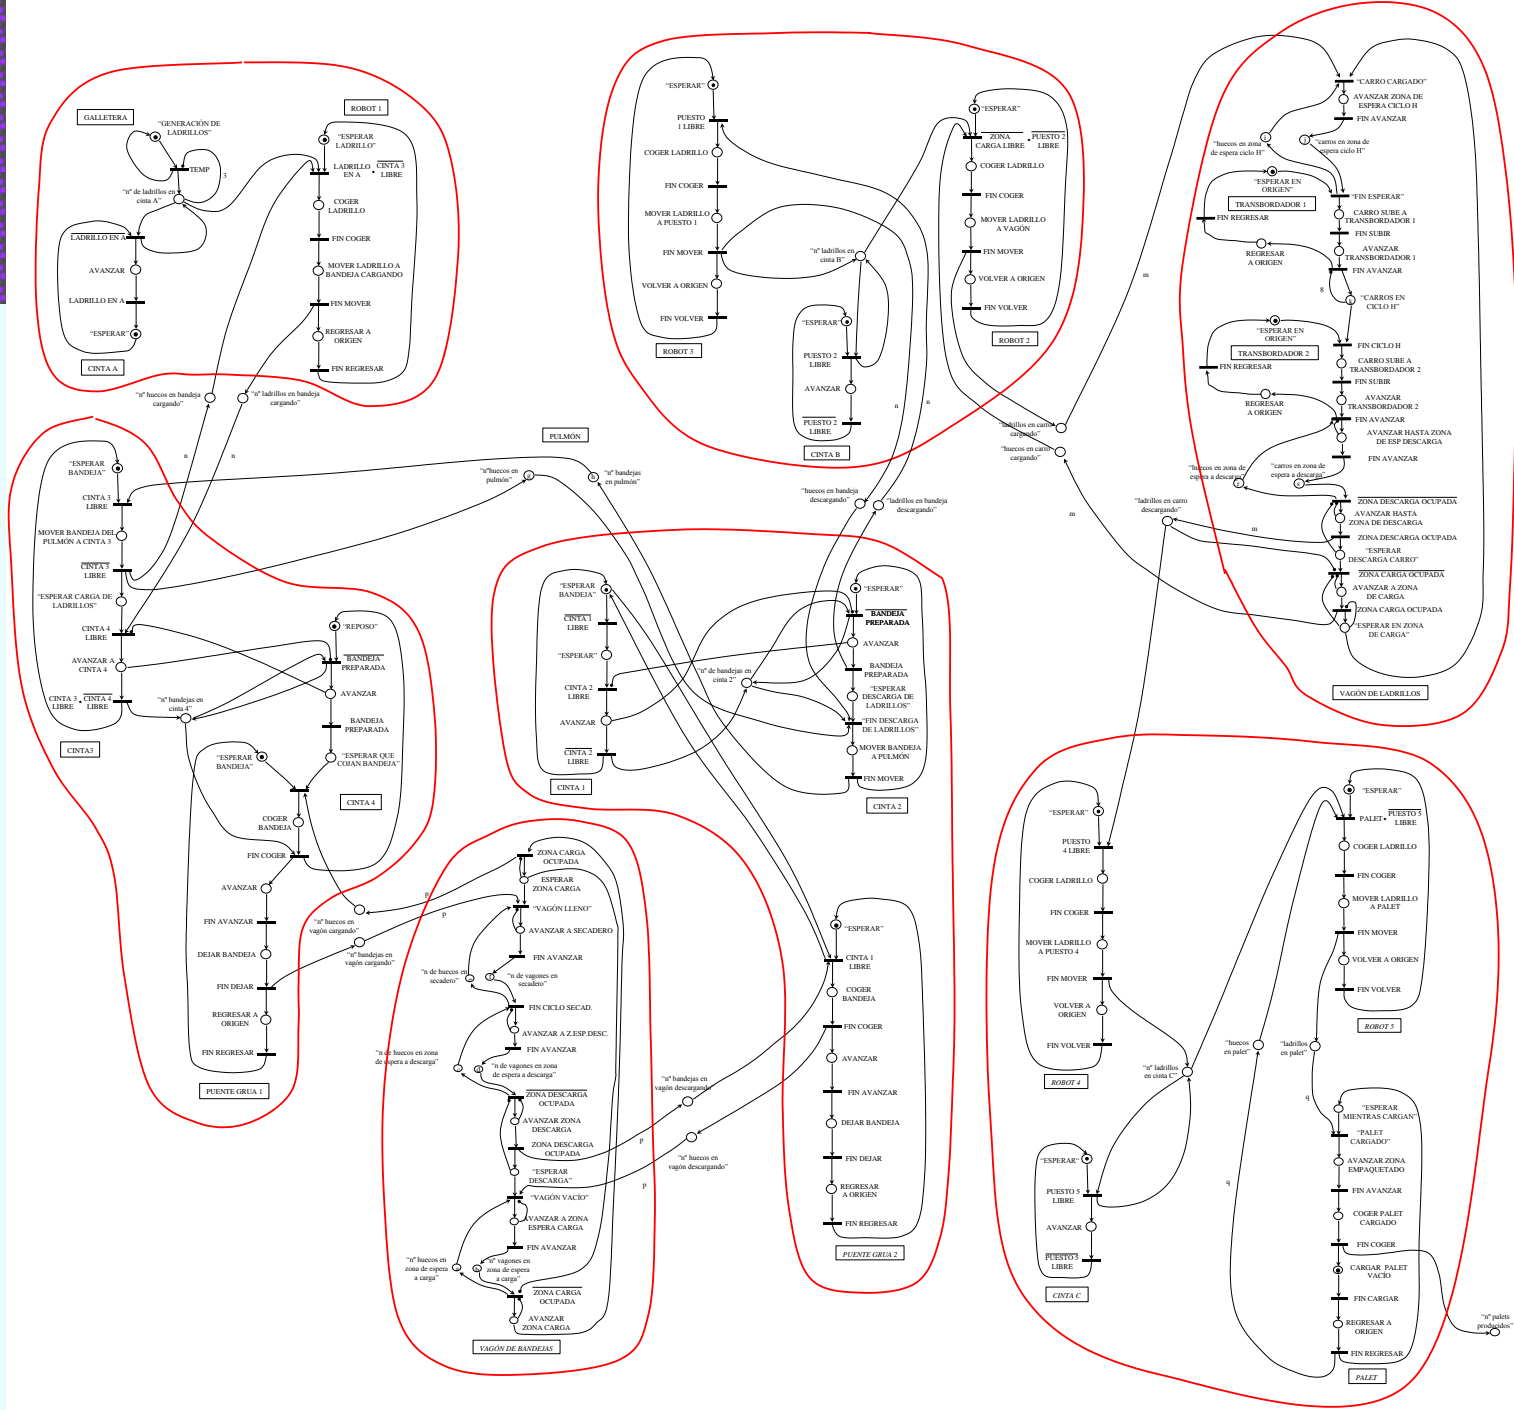 GALLETERA
ROBOT 1
“GENERACIÓN DE
LADRILLOS”
“ESPERAR
LADRILLO”
TEMP
3
LADRILLO
EN A
CINTA 3
LIBRE
“nº de ladrillos en
cinta A”
COGER
LADRILLO
LADRILLO EN A
FIN COGER
AVANZAR
MOVER LADRILLO A
BANDEJA CARGANDO
LADRILLO EN A
FIN MOVER
“ESPERAR”
REGRESAR A
ORIGEN
CINTA A
FIN REGRESAR
“nº huecos en bandeja
cargando”
“nº ladrillos en bandeja
cargando”
n
n
“ESPERAR
BANDEJA”
CINTA 3
LIBRE
MOVER BANDEJA DEL
PULMÓN A CINTA 3
CINTA 3
LIBRE
“ESPERAR CARGA DE
LADRILLOS”
CINTA 4
LIBRE
AVANZAR A
CINTA 4
CINTA 3
LIBRE
CINTA 4
LIBRE
CINTA3
“nº bandejas en
cinta 4”
“REPOSO”
BANDEJA
PREPARADA
AVANZAR
BANDEJA
PREPARADA
“ESPERAR QUE
COJAN BANDEJA”
CINTA 4
“ESPERAR
BANDEJA”
COGER
BANDEJA
FIN COGER
AVANZAR
FIN AVANZAR
DEJAR BANDEJA
FIN DEJAR
REGRESAR A
ORIGEN
FIN REGRESAR
PUENTE GRUA 1
“nº huecos en
vagón cargando”
“nº bandejas en
vagón cargando”
p
p
PULMÓN
“nºhuecos en
pulmón”
g
“nº bandejas
en pulmón”
h
“ESPERAR”
PUESTO
1 LIBRE
COGER LADRILLO
FIN COGER
MOVER LADRILLO
A PUESTO 1
FIN MOVER
VOLVER A ORIGEN
FIN VOLVER
ROBOT 3
“nº ladrillos en
cinta B”
“ESPERAR”
PUESTO 2
LIBRE
AVANZAR
PUESTO 2
LIBRE
CINTA B
“ESPERAR”
ZONA
CARGA LIBRE
PUESTO 2
LIBRE
COGER LADRILLO
FIN COGER
MOVER LADRILLO
A VAGÓN
FIN MOVER
VOLVER A ORIGEN
FIN VOLVER
ROBOT 2
n
n
“ladrillos en carro
cargando”
“huecos en carro
cargando”
“huecos en bandeja
descargando”
“ladrillos en bandeja
descargando”
m
m
“ESPERAR
BANDEJA”
CINTA 1
LIBRE
“ESPERAR”
CINTA 2
LIBRE
AVANZAR
CINTA 2
LIBRE
CINTA 1
“nº de bandejas en
cinta 2”
“ESPERAR”
BANDEJA
PREPARADA
AVANZAR
BANDEJA
PREPARADA
“ESPERAR
DESCARGA DE
LADRILLOS”
“FIN DESCARGA
DE LADRILLOS”
MOVER BANDEJA
A PULMÓN
FIN MOVER
CINTA 2
“CARRO CARGADO”
AVANZAR ZONA DE
ESPERA CICLO H
FIN AVANZAR
“huecos en zona
de espera ciclo H”
i
“carros en zona de
espera ciclo H”
j
“ESPERAR EN
ORIGEN”
TRANSBORDADOR 1
“FIN ESPERAR”
CARRO SUBE A
TRANSBORDADOR 1
FIN REGRESAR
FIN SUBIR
REGRESAR
A ORIGEN
AVANZAR
TRANSBORDADOR 1
FIN AVANZAR
8
“CARROS EN
CICLO H”
k
“ESPERAR EN
ORIGEN”
TRANSBORDADOR 2
FIN CICLO H
FIN REGRESAR
CARRO SUBE A
TRANSBORDADOR 2
FIN SUBIR
REGRESAR
A ORIGEN
AVANZAR
TRANSBORDADOR 2
FIN AVANZAR
AVANZAR HASTA ZONA
DE ESP DESCARGA
FIN AVANZAR
“huecos en zona de
espera a descarga”
r
“carros en zona de
espera a descarga”
s
“ladrillos en carro
descargando”
ZONA DESCARGA OCUPADA
AVANZAR HASTA
ZONA DE DESCARGA
m
ZONA DESCARGA OCUPADA
“ESPERAR
DESCARGA CARRO”
ZONA CARGA OCUPADA
AVANZAR A ZONA
DE CARGA
ZONA CARGA OCUPADA
“ESPERAR EN ZONA
DE CARGA”
VAGÓN DE LADRILLOS
ZONA CARGA
OCUPADA
ESPERAR
ZONA CARGA
“VAGÓN LLENO”
AVANZAR A SECADERO
FIN AVANZAR
“n de huecos en
secadero”
e
“n de vagones en
secadero”
f
FIN CICLO SECAD.
AVANZAR A Z.ESP.DESC.
FIN AVANZAR
“n de huecos en zona
de espera a descarga”
c
“n de vagones en zona
de espera a descarga”
d
ZONA DESCARGA
OCUPADA
AVANZAR ZONA
DESCARGA
ZONA DESCARGA
OCUPADA
“ESPERAR
DESCARGA”
“VAGÓN VACÍO”
AVANZAR A ZONA
ESPERA CARGA
FIN AVANZAR
“nº huecos en
zona de espera
a carga”
a
“nº vagones en
zona de espera
a carga”
b
ZONA CARGA
OCUPADA
AVANZAR
ZONA CARGA
VAGÓN DE BANDEJAS
“nº bandejas en
vagón descargando”
p
“nº huecos en
vagón descargando”
p
“ESPERAR”
CINTA 1
LIBRE
COGER
BANDEJA
FIN COGER
AVANZAR
FIN AVANZAR
DEJAR BANDEJA
FIN DEJAR
REGRESAR
A ORIGEN
FIN REGRESAR
PUENTE GRUA 2
“ESPERAR”
PUESTO
4 LIBRE
COGER LADRILLO
FIN COGER
MOVER LADRILLO
A PUESTO 4
FIN MOVER
VOLVER A
ORIGEN
FIN VOLVER
ROBOT 4
“nº ladrillos
en cinta C”
“ESPERAR”
PUESTO 5
LIBRE
AVANZAR
PUESTO 5
LIBRE
CINTA C
“ESPERAR”
PALET
PUESTO 5
LIBRE
COGER LADRILLO
FIN COGER
MOVER LADRILLO
A PALET
FIN MOVER
VOLVER A ORIGEN
FIN VOLVER
ROBOT 5
“huecos
en palet”
“ladrillos
en palet”
q
q
“ESPERAR
MIENTRAS CARGAN”
“PALET
CARGADO”
AVANZAR ZONA
EMPAQUETADO
FIN AVANZAR
COGER PALET
CARGADO
FIN COGER
CARGAR PALET
VACÍO
FIN CARGAR
REGRESAR A
ORIGEN
FIN REGRESAR
PALET
“nº palets
producidos”